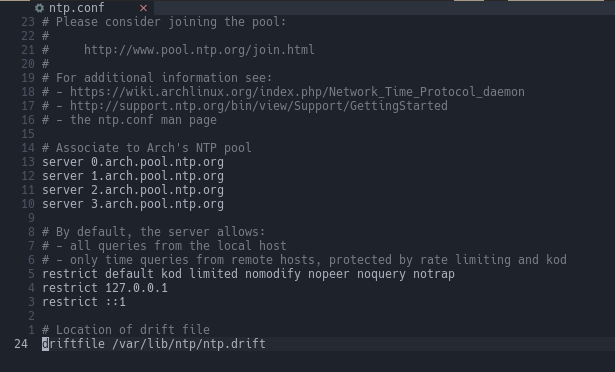 ntp.conf ×
23 # Please consider joining the pool:
22 #
21 #     http://www.pool.ntp.org/join.html
20 #
19 # For additional information see:
18 # - https://wiki.archlinux.org/index.php/Network_Time_Protocol_daemon
17 # - http://support.ntp.org/bin/view/Support/GettingStarted
16 # - the ntp.conf man page
15
14 # Associate to Arch's NTP pool
13 server 0.arch.pool.ntp.org
12 server 1.arch.pool.ntp.org
11 server 2.arch.pool.ntp.org
10 server 3.arch.pool.ntp.org
9
8 # By default, the server allows:
7 # - all queries from the local host
6 # - only time queries from remote hosts, protected by rate limiting and kod
5 restrict default kod limited nomodify nopeer noquery notrap
4 restrict 127.0.0.1
3 restrict ::1
2
1 # Location of drift file
24 driftfile /var/lib/ntp/ntp.drift